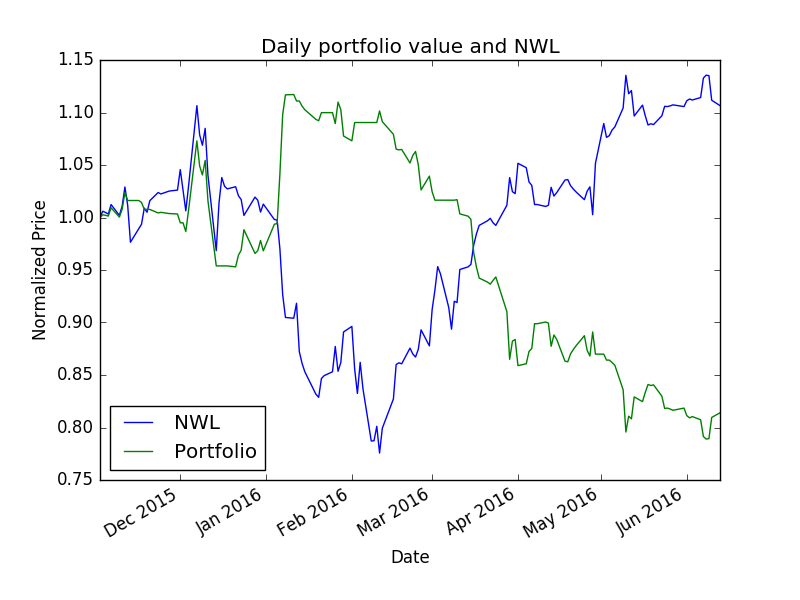 Daily portfolio value and NWL
1.15
1.10
1.05
1.00
0.95
0.90
0.85
0.80
0.75
Normalized Price
NWL
Portfolio
Dec 2015
Jan 2016
Feb 2016
Mar 2016
Apr 2016
May 2016
Jun 2016
Date